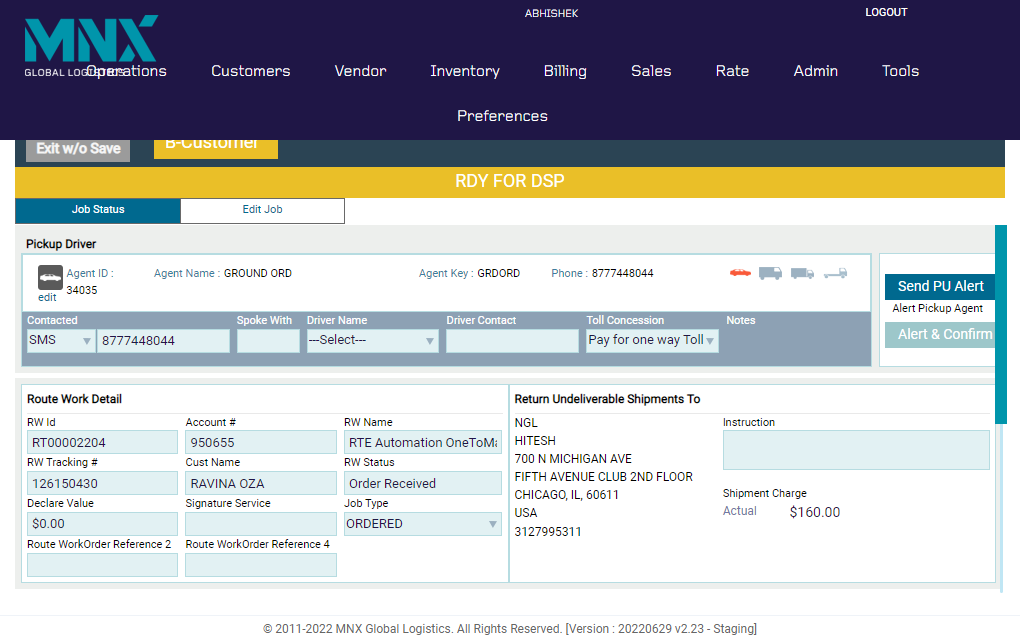 ABHISHEK
LOGOUT
MNX
GLOBAL LOGISTICS
Operations Customers Vendor Inventory Billing Sales Rate Admin Tools
Preferences
Exit w/o Save B-Customer
RDY FOR DSP
Job Status Edit Job
Pickup Driver
Agent ID : Agent Name : GROUND ORD Agent Key : GRDORD Phone : 8777448044
34035
edit
Send PU Alert
Alert Pickup Agent
Alert & Confirm
Contacted Spoke With Driver Name Driver Contact Toll Concession Notes
SMS 8777448044 ---Select--- Pay for one way Toll
Route Work Detail
RW Id Account # RW Name
RT00002204 950655 RTE Automation OneToMa
RW Tracking # Cust Name RW Status
126150430 RAVINA OZA Order Received
Declare Value Signature Service Job Type
$0.00 ORDERED
Route WorkOrder Reference 2 Route WorkOrder Reference 4
Return Undeliverable Shipments To
NGL
HITESH
700 N MICHIGAN AVE
FIFTH AVENUE CLUB 2ND FLOOR
CHICAGO, IL, 60611
USA
3127995311
Instruction
Shipment Charge
Actual $160.00
© 2011-2022 MNX Global Logistics. All Rights Reserved. [Version : 20220629 v2.23 - Staging]